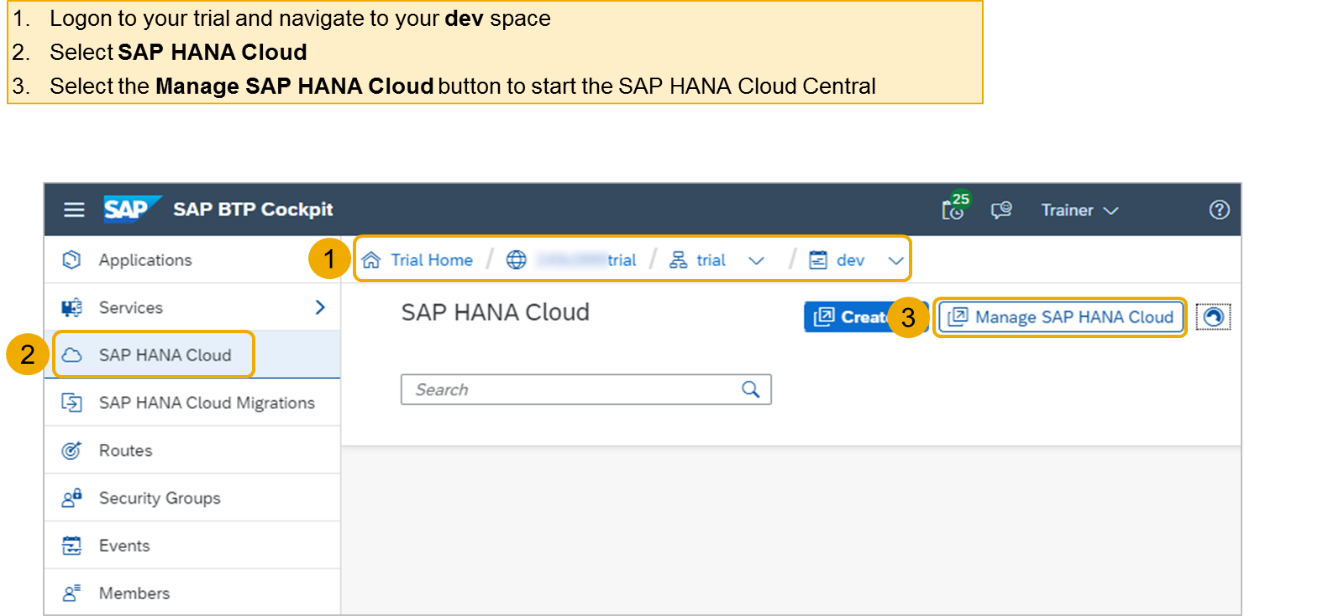 1. Logon to your trial and navigate to your dev space
2. Select SAP HANA Cloud
3. Select the Manage SAP HANA Cloud button to start the SAP HANA Cloud Central
SAP SAP BTP Cockpit 25 Trainer ?
Applications 1 Trial Home / trial / trial / dev
Services
SAP HANA Cloud Create 3 Manage SAP HANA Cloud
2 SAP HANA Cloud
Search
SAP HANA Cloud Migrations
Routes
Security Groups
Events
Members